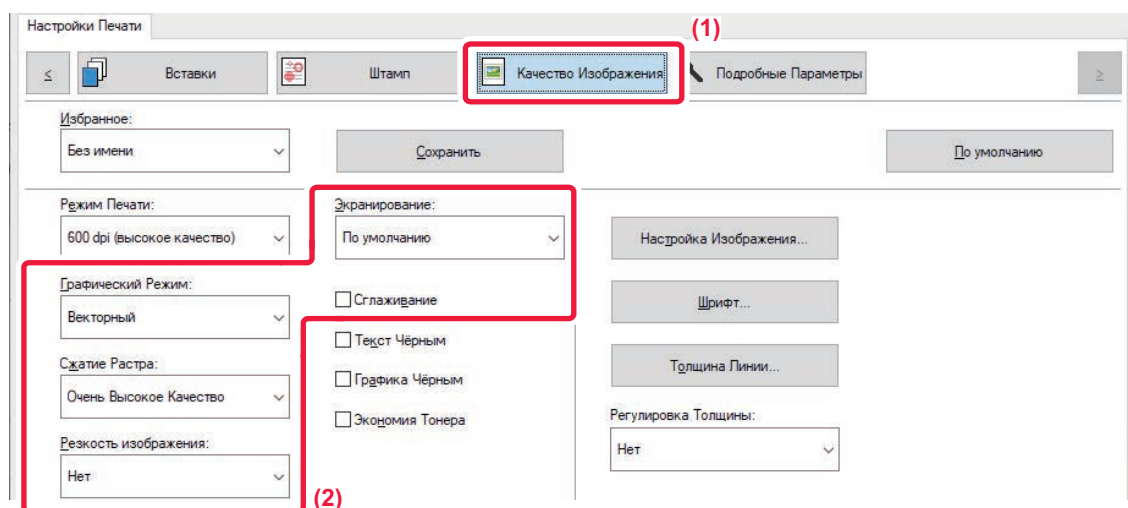 Настройки Печати
(1)
≤
Вставки
Штамп
Качество Изображения
Подробные Параметры
≥
Избранное:
Без имени
Сохранить
По умолчанию
Режим Печати:
600 dpi (высокое качество)
Экранирование:
По умолчанию
Настройка Изображения...
Графический Режим:
Векторный
Сглаживание
Шрифт...
Текст Чёрным
Сжатие Растра:
Очень Высокое Качество
Графика Чёрным
Толщина Линии...
Экономия Тонера
Регулировка Толщины:
Нет
Резкость изображения:
Нет
(2)